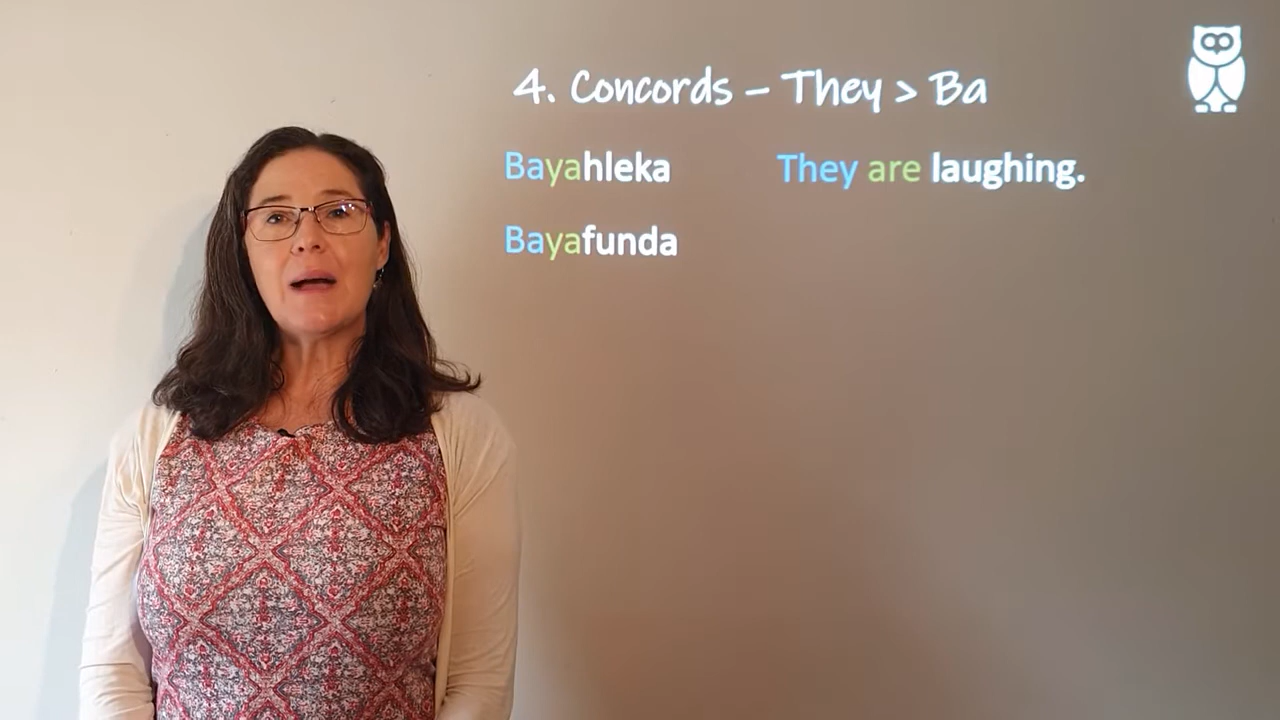 4. Concords – They > Ba
Bayahleka They are laughing.
Bayafunda